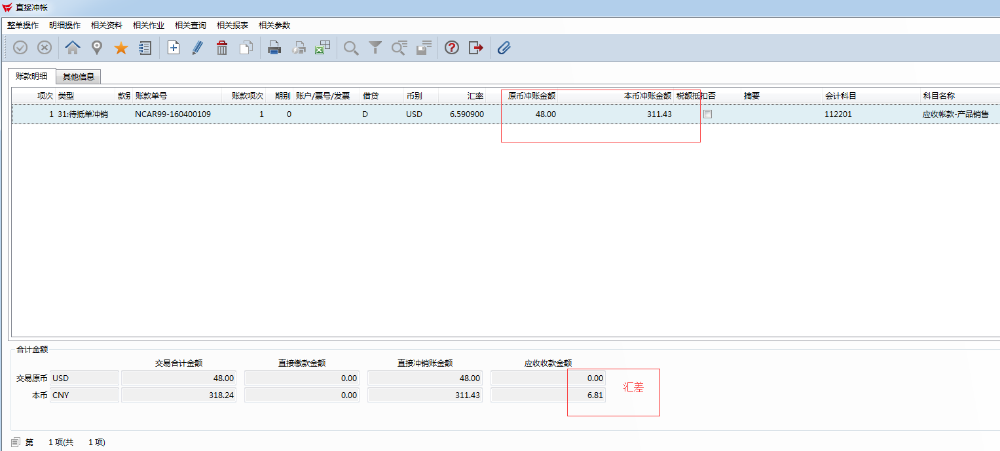 直接冲帐
整单操作 明细操作 相关资料 相关作业 相关查询 相关报表 相关参数
账款明细 其他信息
项次 类型 款别 账款单号 账款项次 期别 账户/票号/发票 借贷 币别 汇率 原币冲账金额 本币冲账金额 税额抵扣否 摘要 会计科目 科目名称
1 31:待抵单冲销 NCAR99-160400109 1 0 D USD 6.590900 48.00 311.43 112201 应收帐款-产品销售
合计金额
交易合计金额 直接缴款金额 直接冲销账金额 应收收款金额
交易原币 USD 48.00 0.00 48.00 0.00
汇差
本币 CNY 318.24 0.00 311.43 6.81
第 1 项(共 1 项)